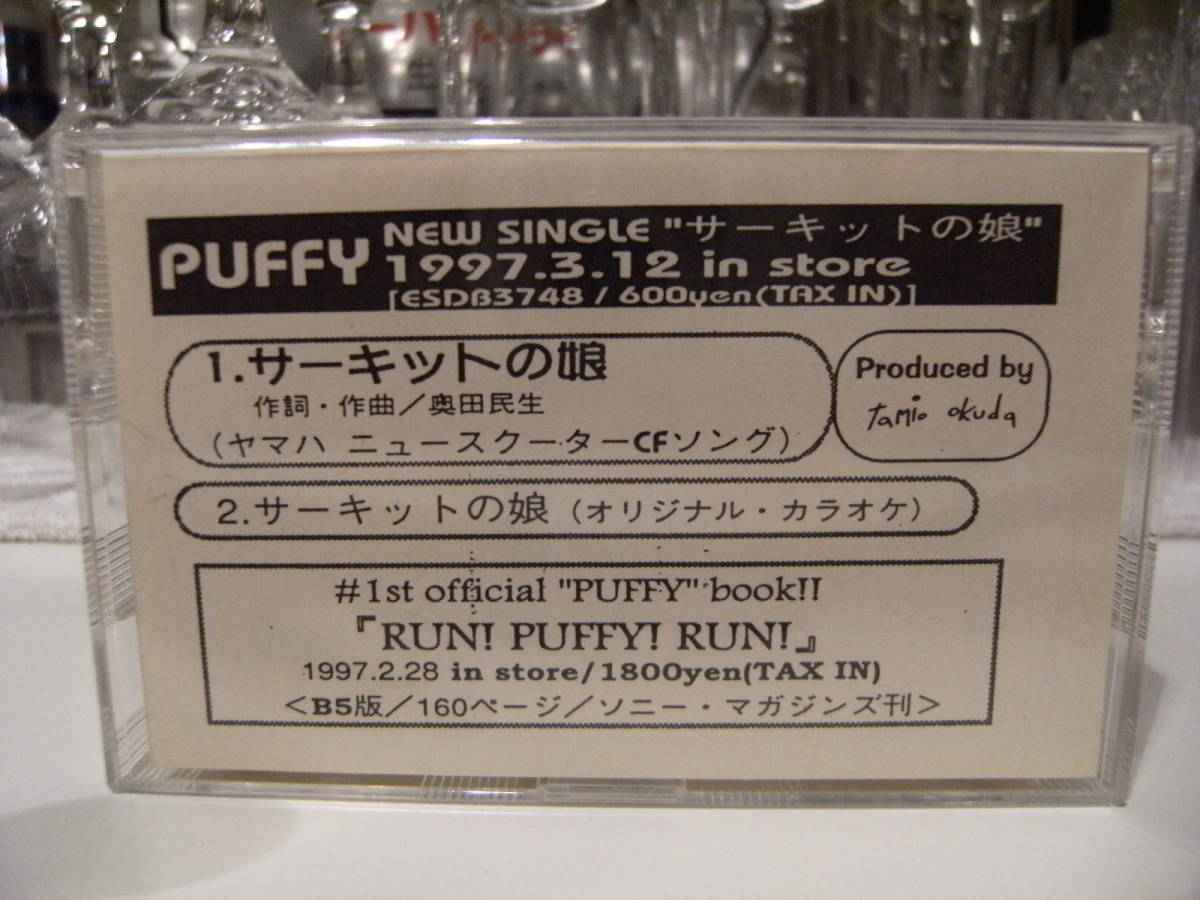 PUFFY
NEW SINGLE "サーキットの娘"
1997.3.12 in store
[ESDB3748 / 600yen(TAX IN)]
1.サーキットの娘
作詞・作曲／奥田民生
(ヤマハ ニュースクーターCFソング)
Produced by
tamio okuda
2.サーキットの娘 (オリジナル・カラオケ)
#1st official "PUFFY" book!!
『RUN! PUFFY! RUN!』
1997.2.28 in store/1800yen(TAX IN)
＜B5版／160ページ／ソニー・マガジンズ刊＞